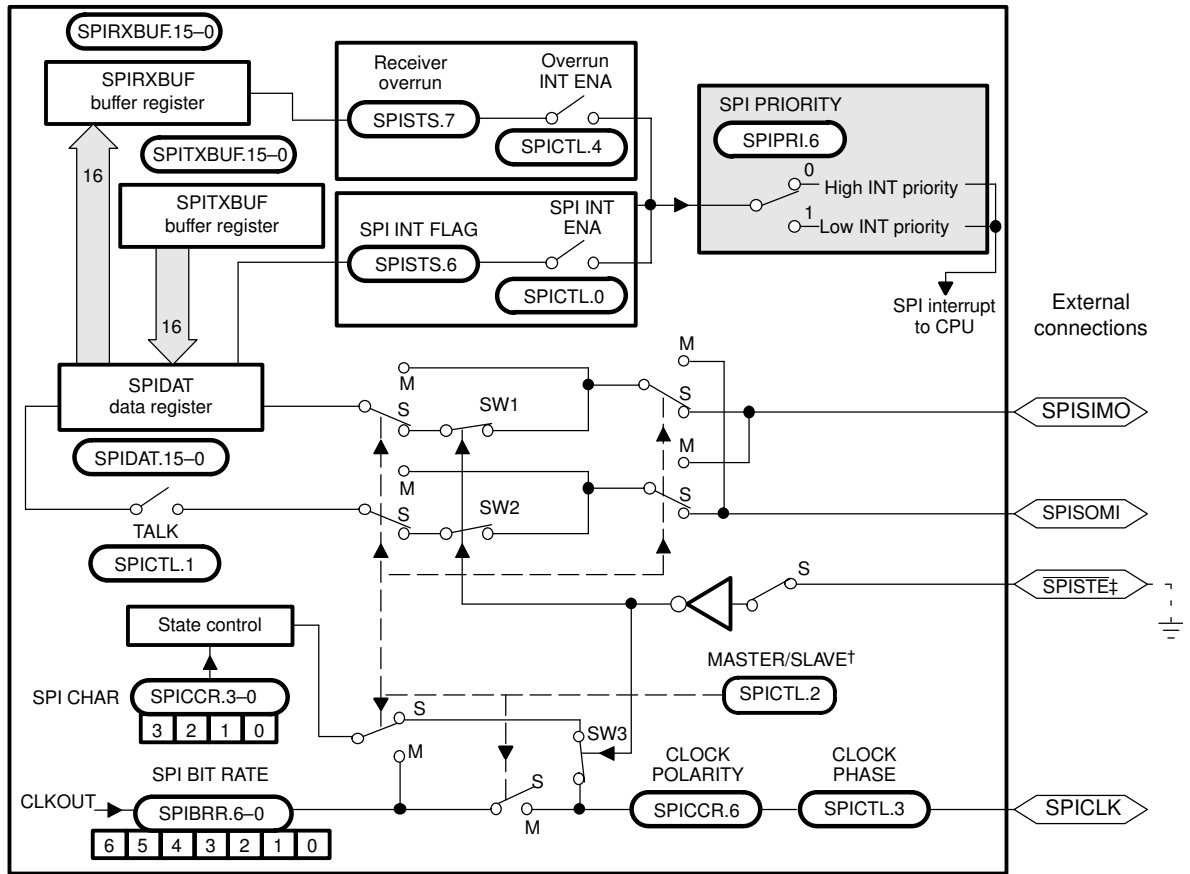 SPIRXBUF.15–0
SPIRXBUF
buffer register
SPITXBUF.15–0
16
SPITXBUF
buffer register
16
Receiver
overrun
SPISTS.7
Overrun
INT ENA
SPICTL.4
SPI INT FLAG
SPISTS.6
SPI INT
ENA
SPICTL.0
SPI PRIORITY
SPIPRI.6
0
High INT priority
1
Low INT priority
SPI interrupt
to CPU
External
connections
SPIDAT
data register
SPIDAT.15–0
M
S
SW1
M
S
SPISIMO
M
S
SW2
M
S
SPISOMI
TALK
SPICTL.1
S
SPISTE‡
State control
MASTER/SLAVE†
SPICTL.2
SPI CHAR
SPICCR.3–0
3 2 1 0
S
M
SW3
SPI BIT RATE
CLKOUT
SPIBRR.6–0
6 5 4 3 2 1 0
S
M
CLOCK
POLARITY
SPICCR.6
CLOCK
PHASE
SPICTL.3
SPICLK